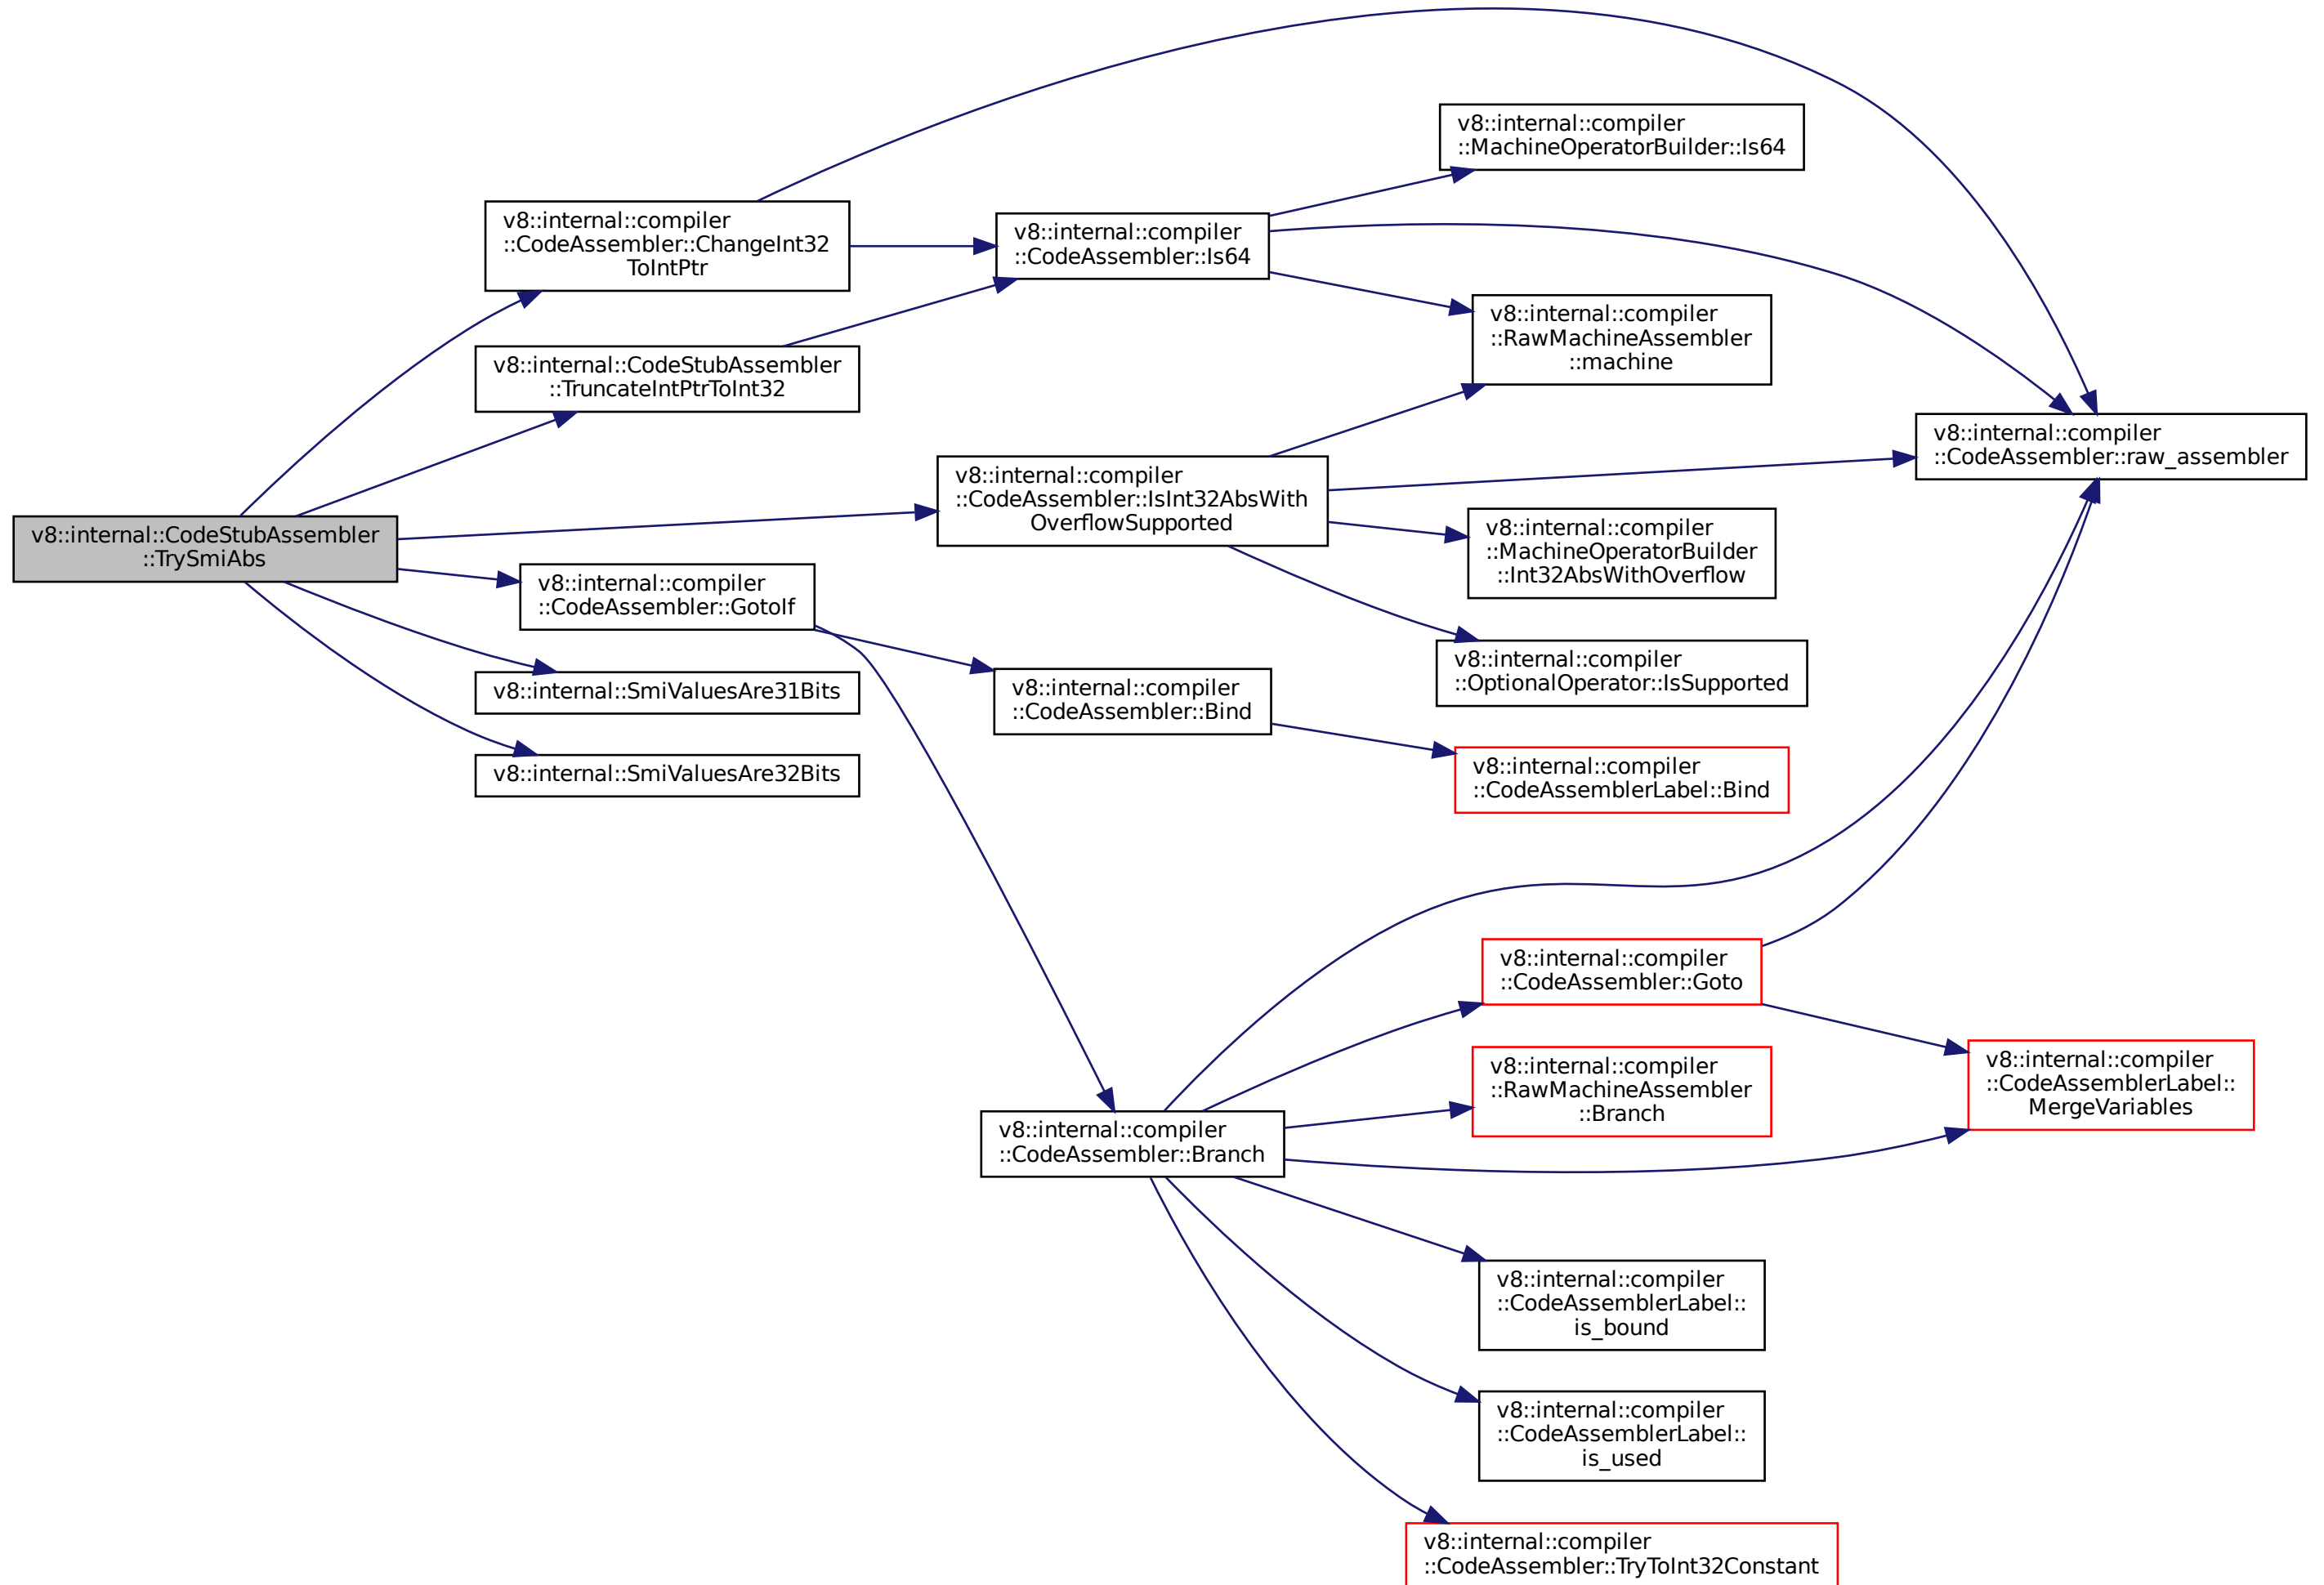 v8::internal::CodeStubAssembler
::TrySmiAbs
v8::internal::compiler
::CodeAssembler::ChangeInt32
ToIntPtr
v8::internal::CodeStubAssembler
::TruncateIntPtrToInt32
v8::internal::compiler
::CodeAssembler::GotoIf
v8::internal::SmiValuesAre31Bits
v8::internal::SmiValuesAre32Bits
v8::internal::compiler
::CodeAssembler::Is64
v8::internal::compiler
::CodeAssembler::IsInt32AbsWith
OverflowSupported
v8::internal::compiler
::CodeAssembler::Bind
v8::internal::compiler
::CodeAssembler::Branch
v8::internal::compiler
::MachineOperatorBuilder::Is64
v8::internal::compiler
::RawMachineAssembler
::machine
v8::internal::compiler
::MachineOperatorBuilder
::Int32AbsWithOverflow
v8::internal::compiler
::OptionalOperator::IsSupported
v8::internal::compiler
::CodeAssemblerLabel::Bind
v8::internal::compiler
::CodeAssembler::Goto
v8::internal::compiler
::RawMachineAssembler
::Branch
v8::internal::compiler
::CodeAssemblerLabel::
is_bound
v8::internal::compiler
::CodeAssemblerLabel::
is_used
v8::internal::compiler
::CodeAssembler::TryToInt32Constant
v8::internal::compiler
::CodeAssembler::raw_assembler
v8::internal::compiler
::CodeAssemblerLabel::
MergeVariables